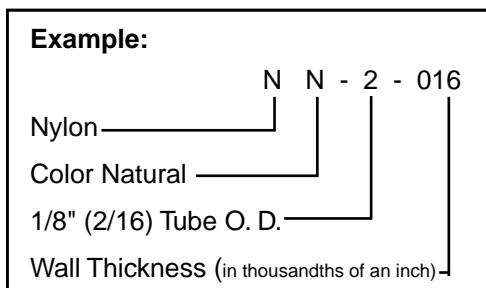 Example:
N N - 2 - 016
Nylon
Color Natural
1/8" (2/16) Tube O. D.
Wall Thickness (in thousandths of an inch)